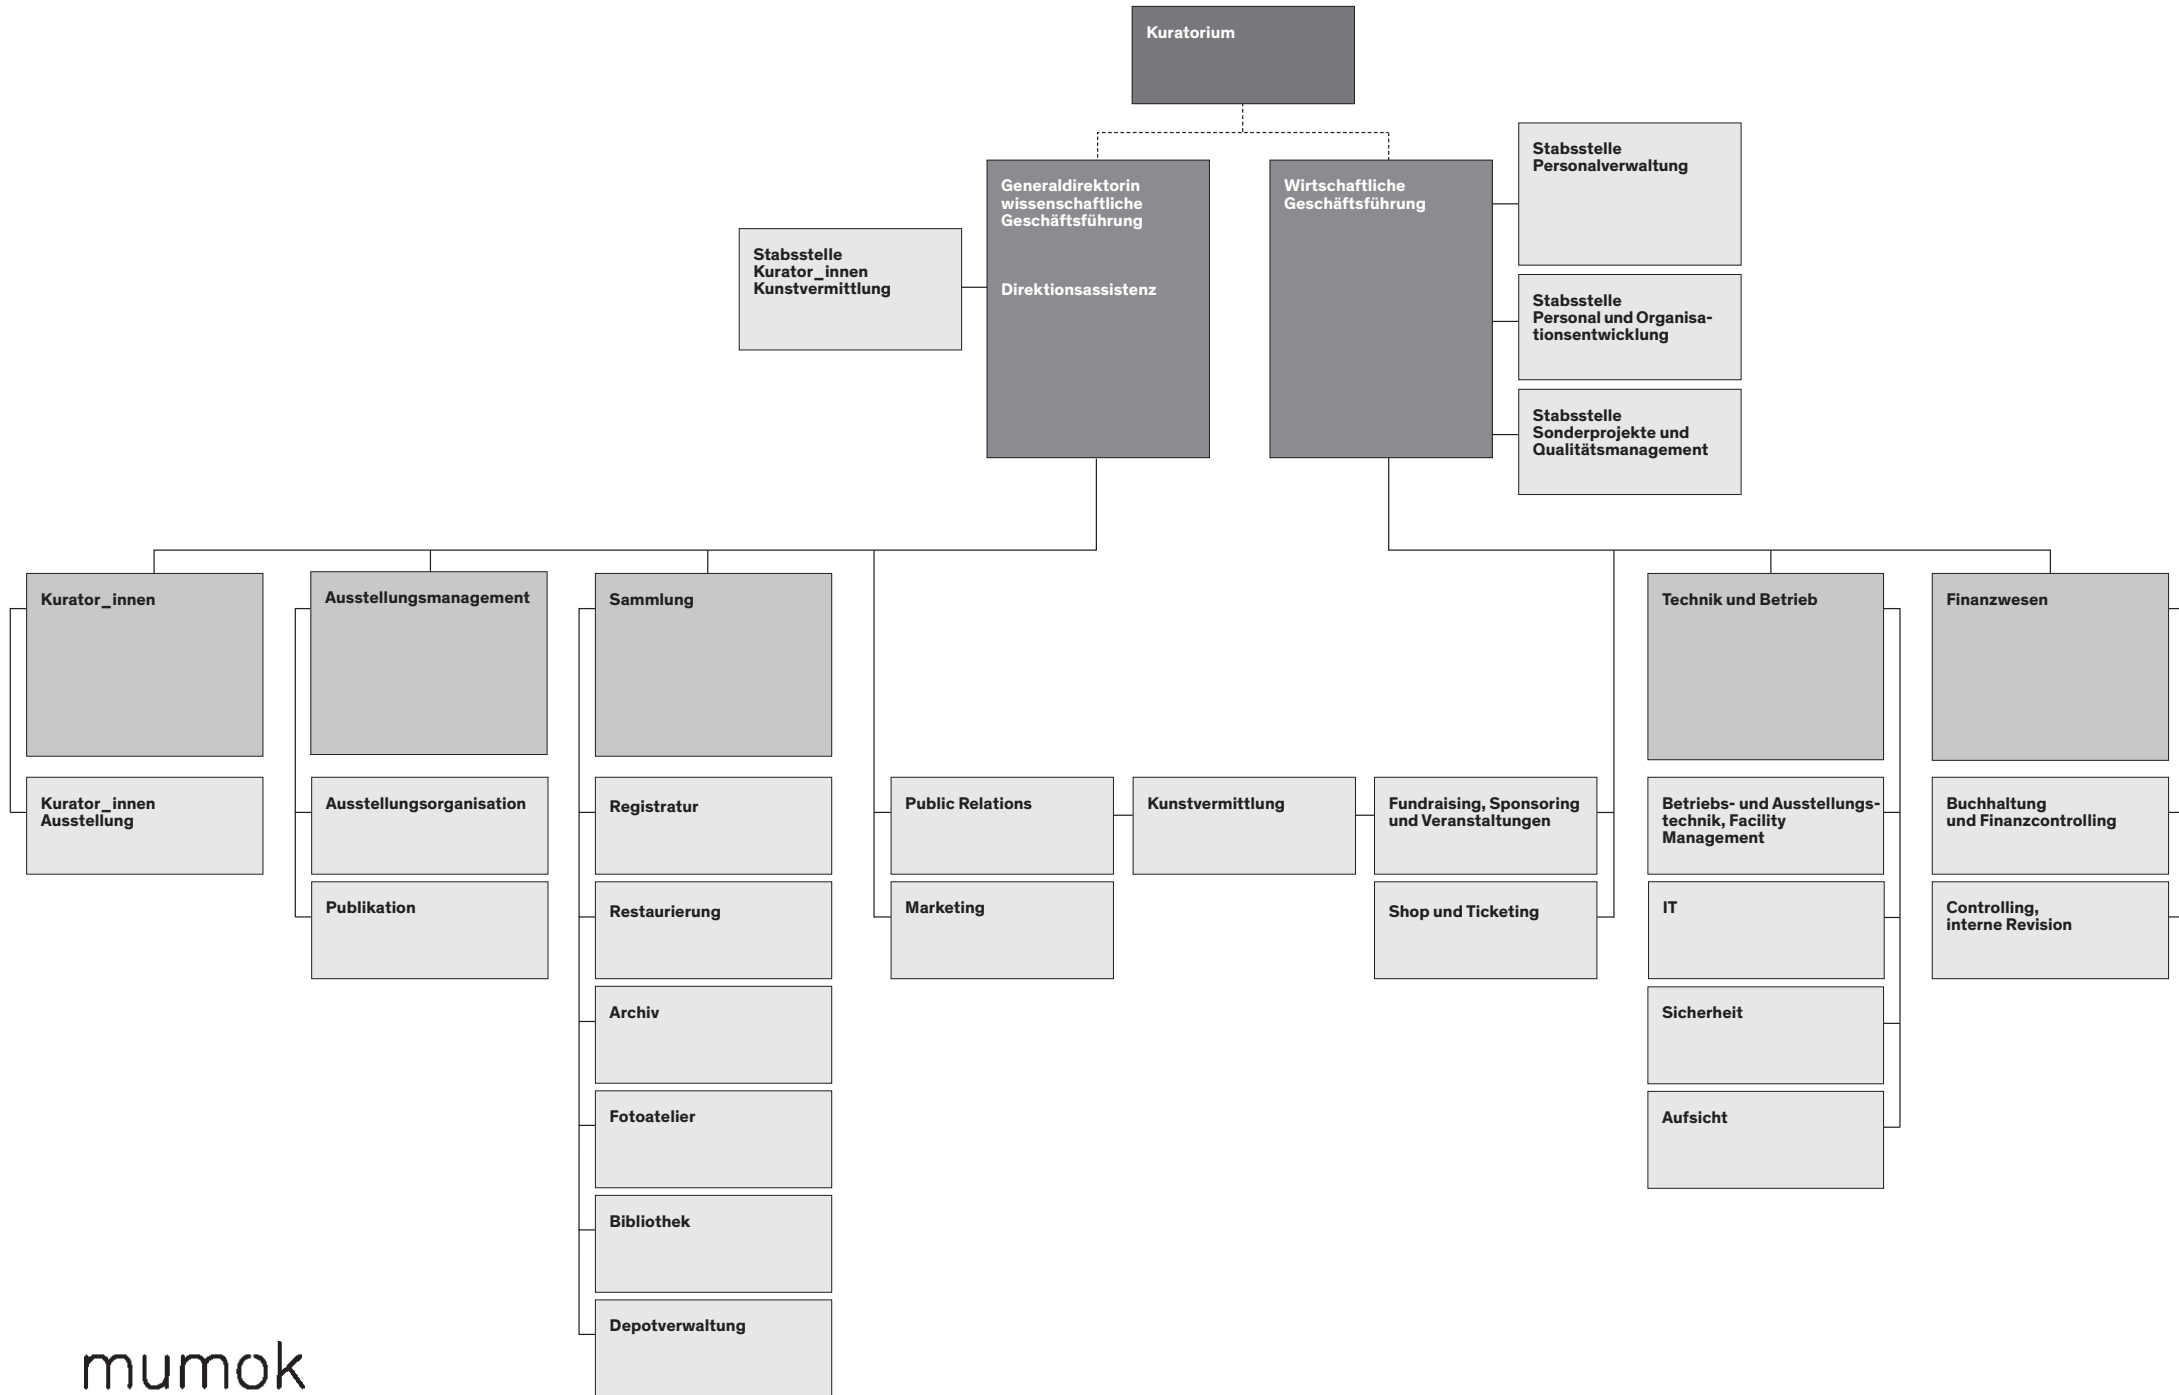 Kuratorium
Generaldirektorin
wissenschaftliche
Geschäftsführung
Direktionsassistenz
Wirtschaftliche
Geschäftsführung
Stabsstelle
Personalverwaltung
Stabsstelle
Personal und Organisa-
tionsentwicklung
Stabsstelle
Sonderprojekte und
Qualitätsmanagement
Stabsstelle
Kurator_innen
Kunstvermittlung
Kurator_innen
Kurator_innen
Ausstellung
Ausstellungsmanagement
Ausstellungsorganisation
Publikation
Sammlung
Registratur
Restaurierung
Archiv
Fotoatelier
Bibliothek
Depotverwaltung
Public Relations
Marketing
Kunstvermittlung
Fundraising, Sponsoring
und Veranstaltungen
Shop und Ticketing
Technik und Betrieb
Betriebs- und Ausstellungs-
technik, Facility
Management
IT
Sicherheit
Aufsicht
Finanzwesen
Buchhaltung
und Finanzcontrolling
Controlling,
interne Revision
mumok